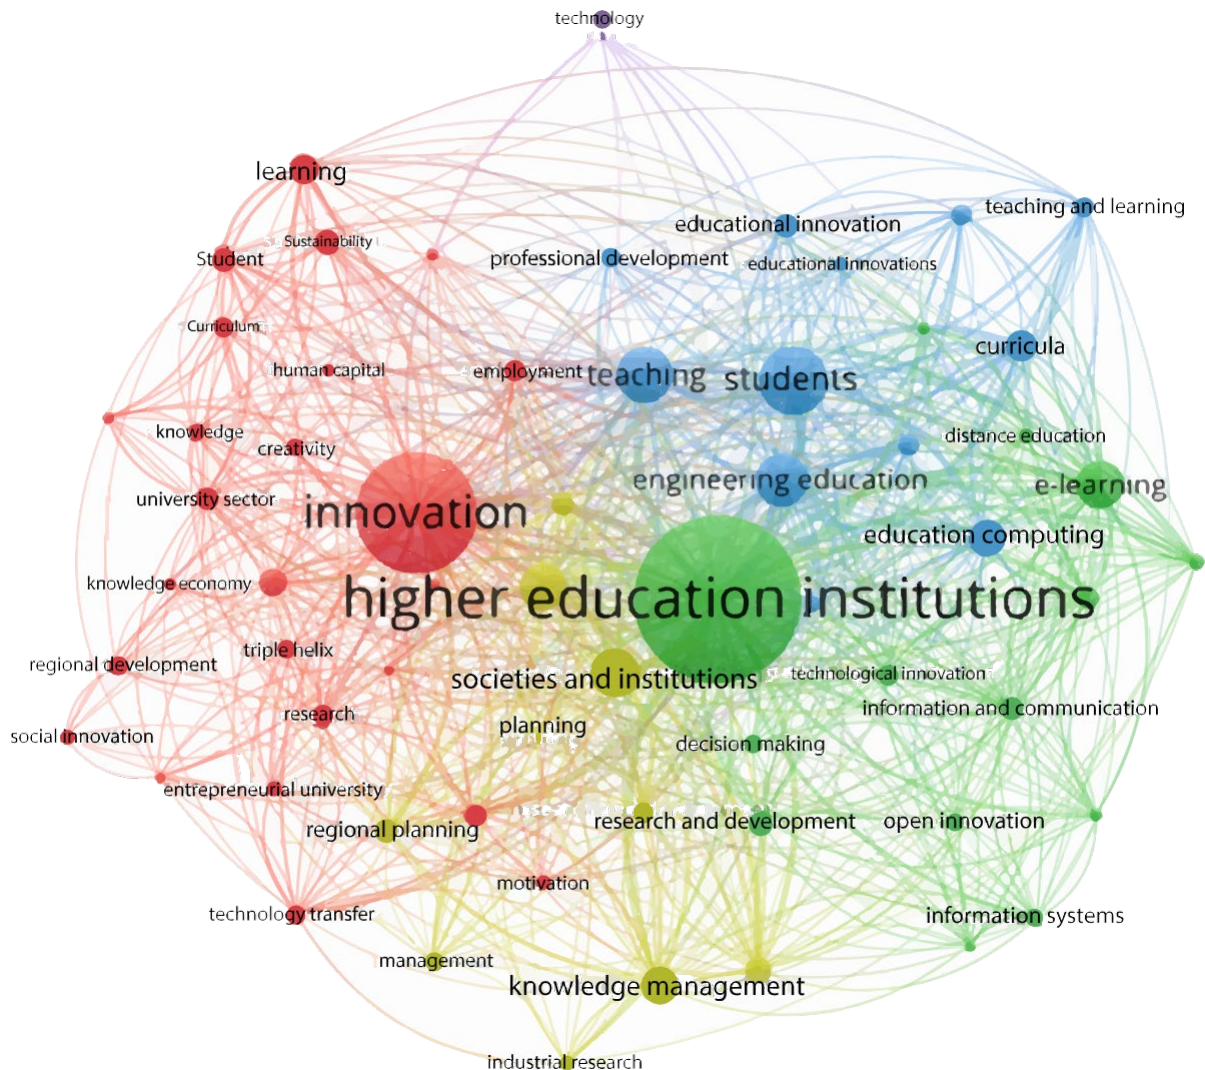 technology
learning
teaching and learning
educational innovation
Sustainability
Student
professional development
educational innovations
Curriculum
curricula
human capital
employment
teaching
students
knowledge
distance education
creativity
engineering education
e-learning
university sector
innovation
education computing
knowledge economy
higher education institutions
triple helix
regional development
societies and institutions
technological innovation
research
information and communication
planning
social innovation
decision making
entrepreneurial university
regional planning
research and development
open innovation
motivation
technology transfer
information systems
management
knowledge management
industrial research